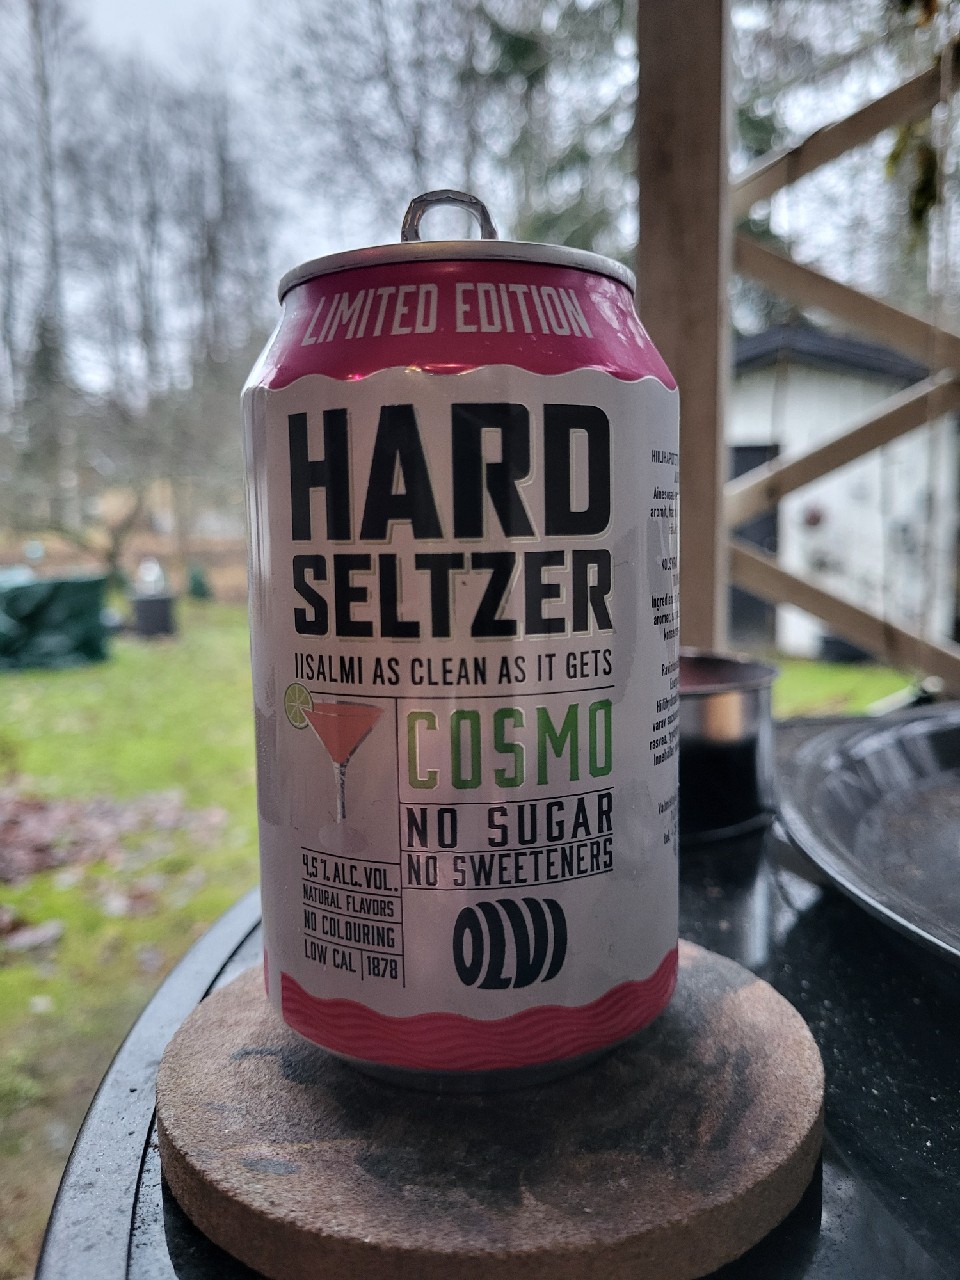 LIMITED EDITION
HARD
SELTZER
IISALMI AS CLEAN AS IT GETS
COSMO
NO SUGAR
NO SWEETENERS
4,5 % ALC. VOL.
NATURAL FLAVORS
NO COLOURING
LOW CAL 1878
OLVI